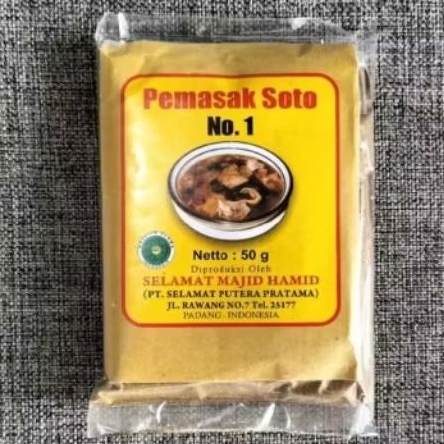 Pemasak Soto
No. 1
Netto : 50 g
Diproduksi Oleh
SELAMAT MAJID HAMID
(PT. SELAMAT PUTERA PRATAMA)
JL. RAWANG NO.7 Tel. 25177
PADANG - INDONESIA